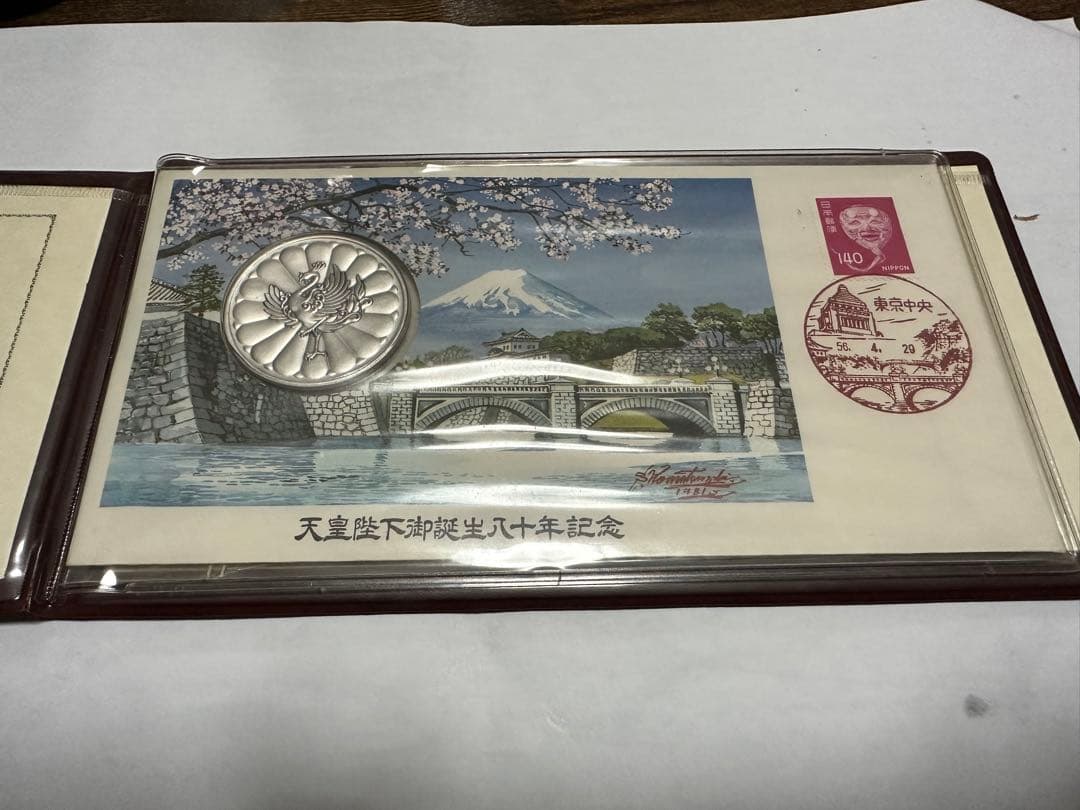 日本郵便
140
NIPPON
東京中央
56. 4. 29
1981
天皇陛下御誕生八十年記念